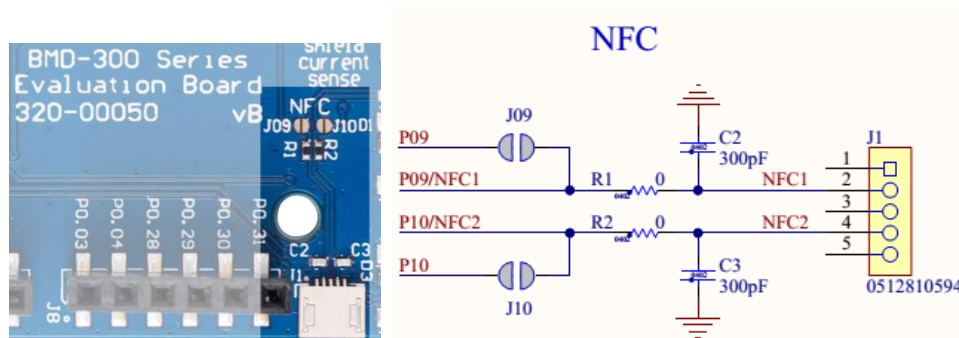 BMD-300 Series
Evaluation Board
320-00050 vB
shield
current
sense
NFC
J09
J10
D1
R1
R2
P0.03
P0.04
P0.28
P0.29
P0.30
P0.31
C2
C3
J1
D3
J8
NFC
J09
P09
C2
0402
300pF
J1
P09/NFC1
R1
0402
0
NFC1
1
2
3
4
5
P10/NFC2
R2
0402
0
NFC2
P10
J10
C3
0402
300pF
0512810594